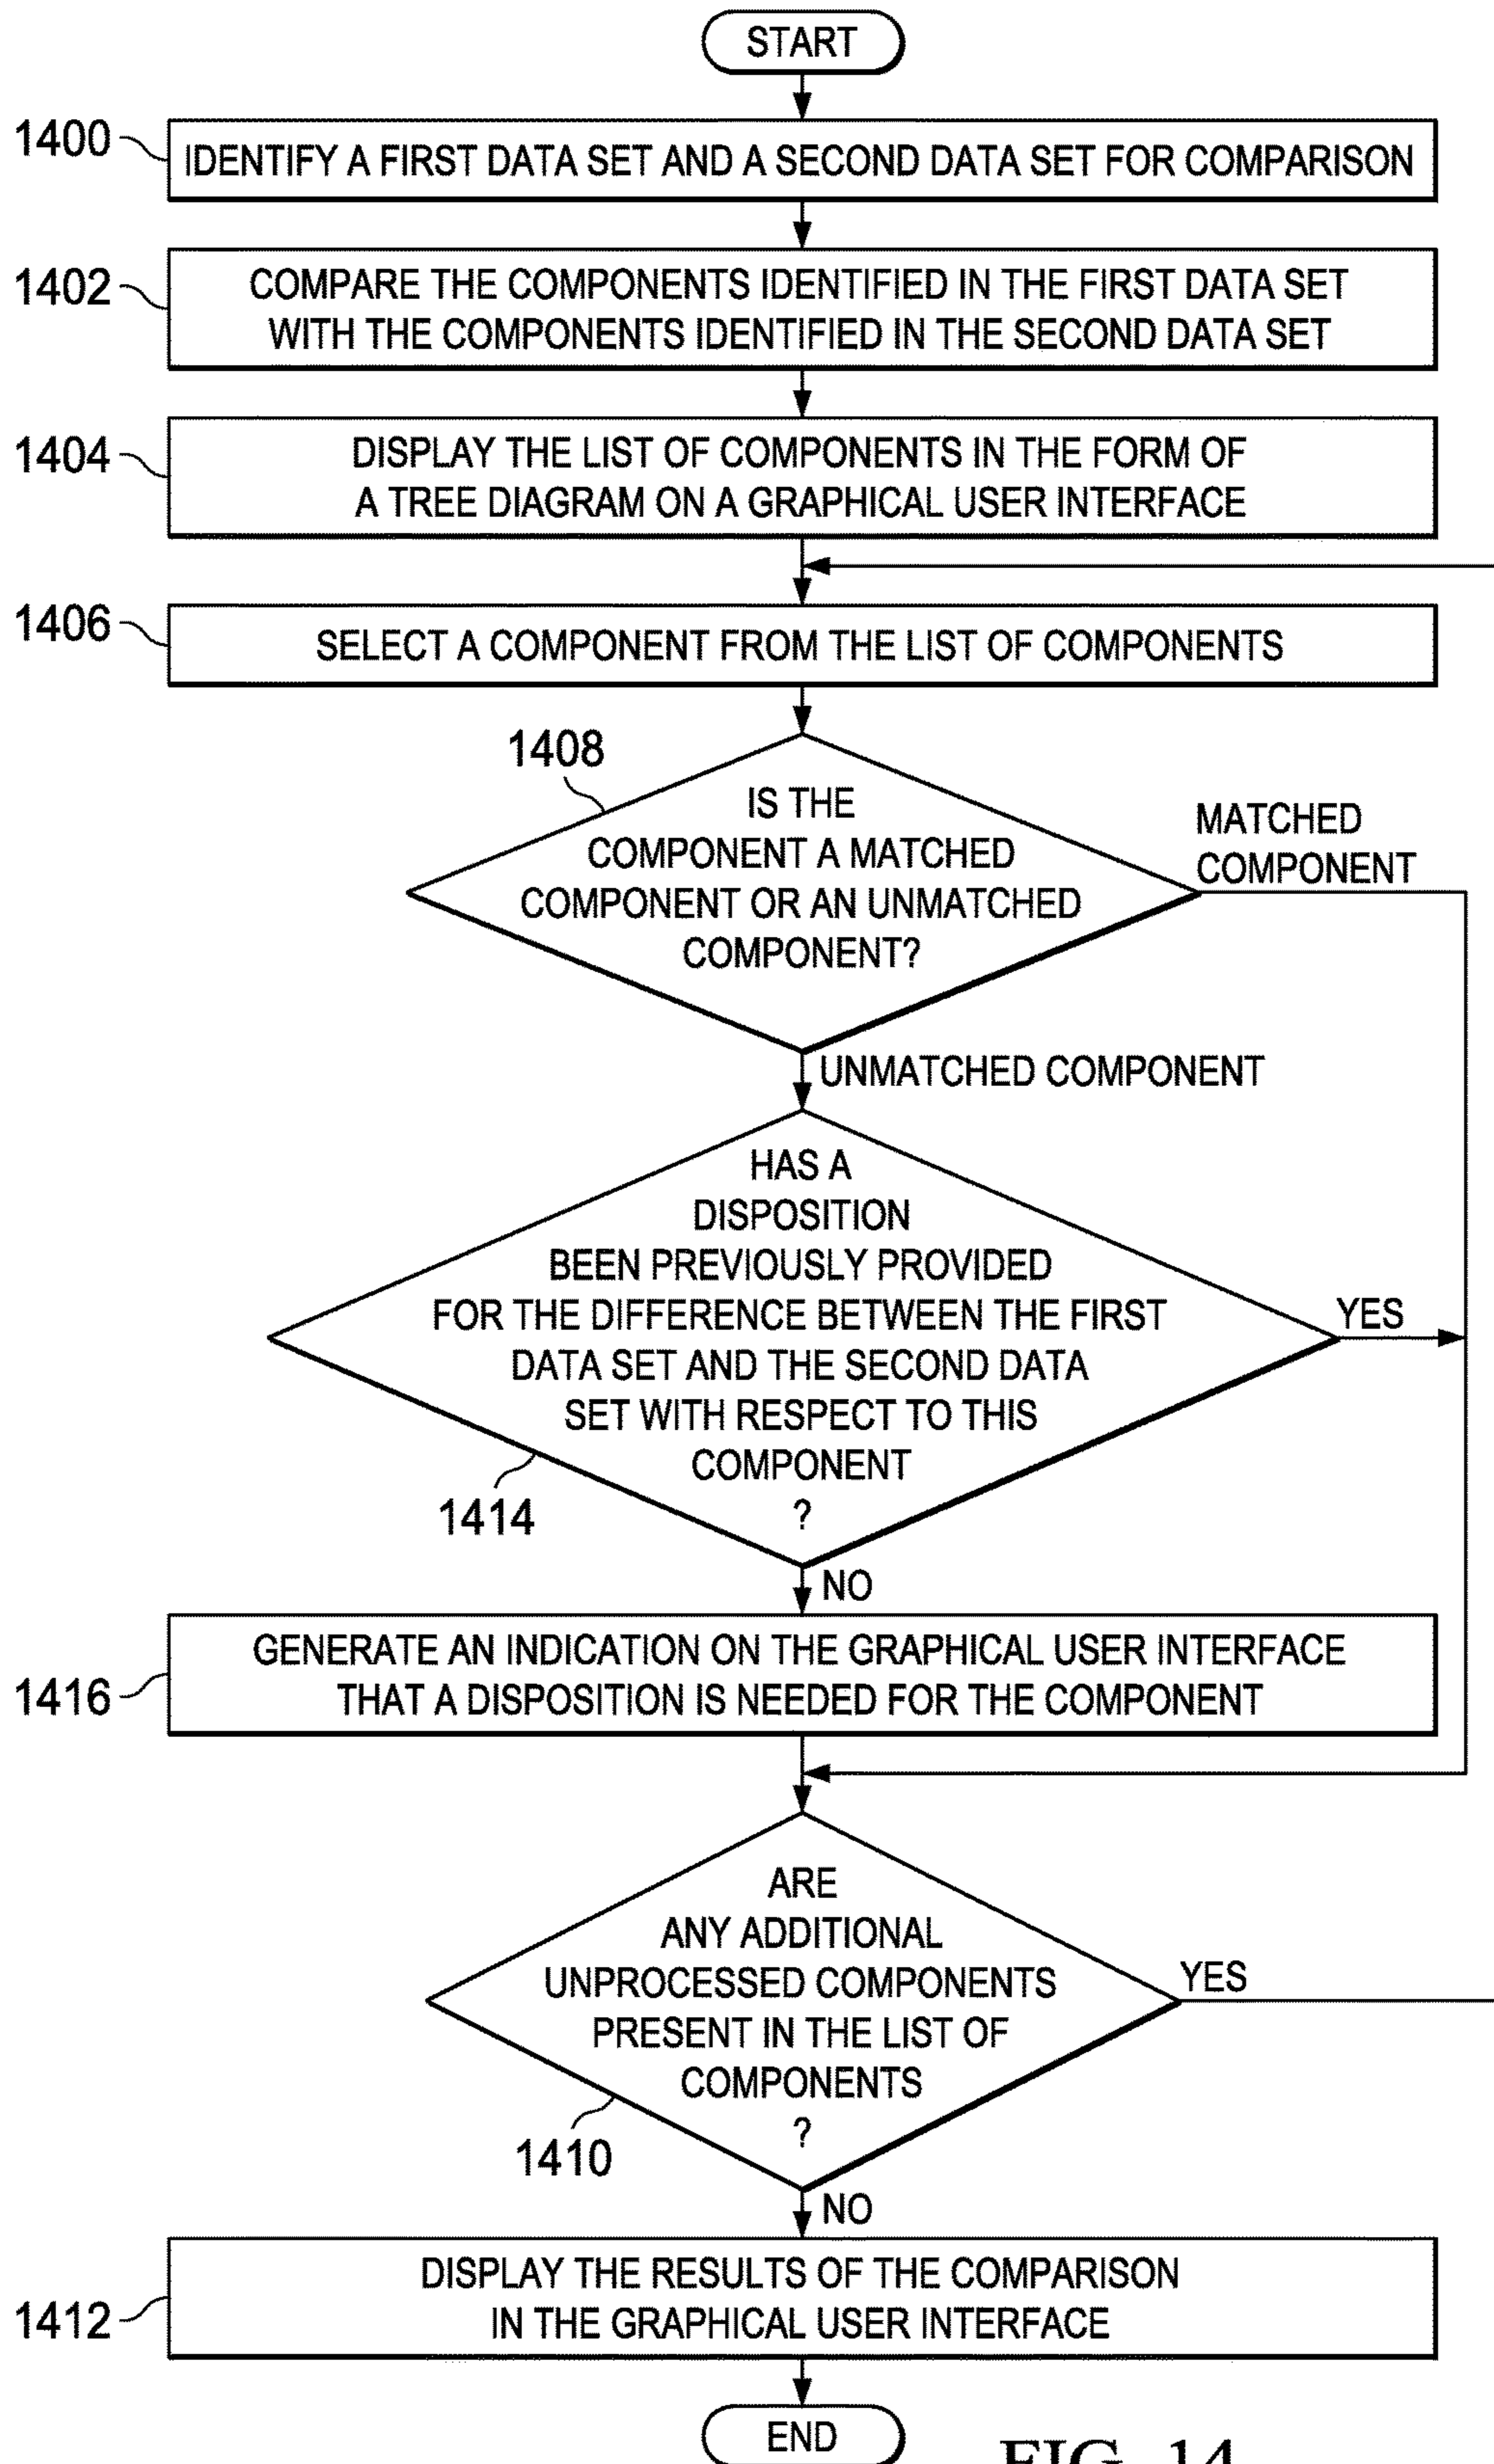 START
1400
IDENTIFY A FIRST DATA SET AND A SECOND DATA SET FOR COMPARISON
1402
COMPARE THE COMPONENTS IDENTIFIED IN THE FIRST DATA SET
WITH THE COMPONENTS IDENTIFIED IN THE SECOND DATA SET
1404
DISPLAY THE LIST OF COMPONENTS IN THE FORM OF
A TREE DIAGRAM ON A GRAPHICAL USER INTERFACE
1406
SELECT A COMPONENT FROM THE LIST OF COMPONENTS
1408
IS THE
COMPONENT A MATCHED
COMPONENT OR AN UNMATCHED
COMPONENT?
MATCHED
COMPONENT
UNMATCHED COMPONENT
HAS A
DISPOSITION
BEEN PREVIOUSLY PROVIDED
FOR THE DIFFERENCE BETWEEN THE FIRST
DATA SET AND THE SECOND DATA
SET WITH RESPECT TO THIS
COMPONENT
?
YES
1414
NO
1416
GENERATE AN INDICATION ON THE GRAPHICAL USER INTERFACE
THAT A DISPOSITION IS NEEDED FOR THE COMPONENT
ARE
ANY ADDITIONAL
UNPROCESSED COMPONENTS
PRESENT IN THE LIST OF
COMPONENTS
?
YES
1410
NO
1412
DISPLAY THE RESULTS OF THE COMPARISON
IN THE GRAPHICAL USER INTERFACE
END
FIG. 14